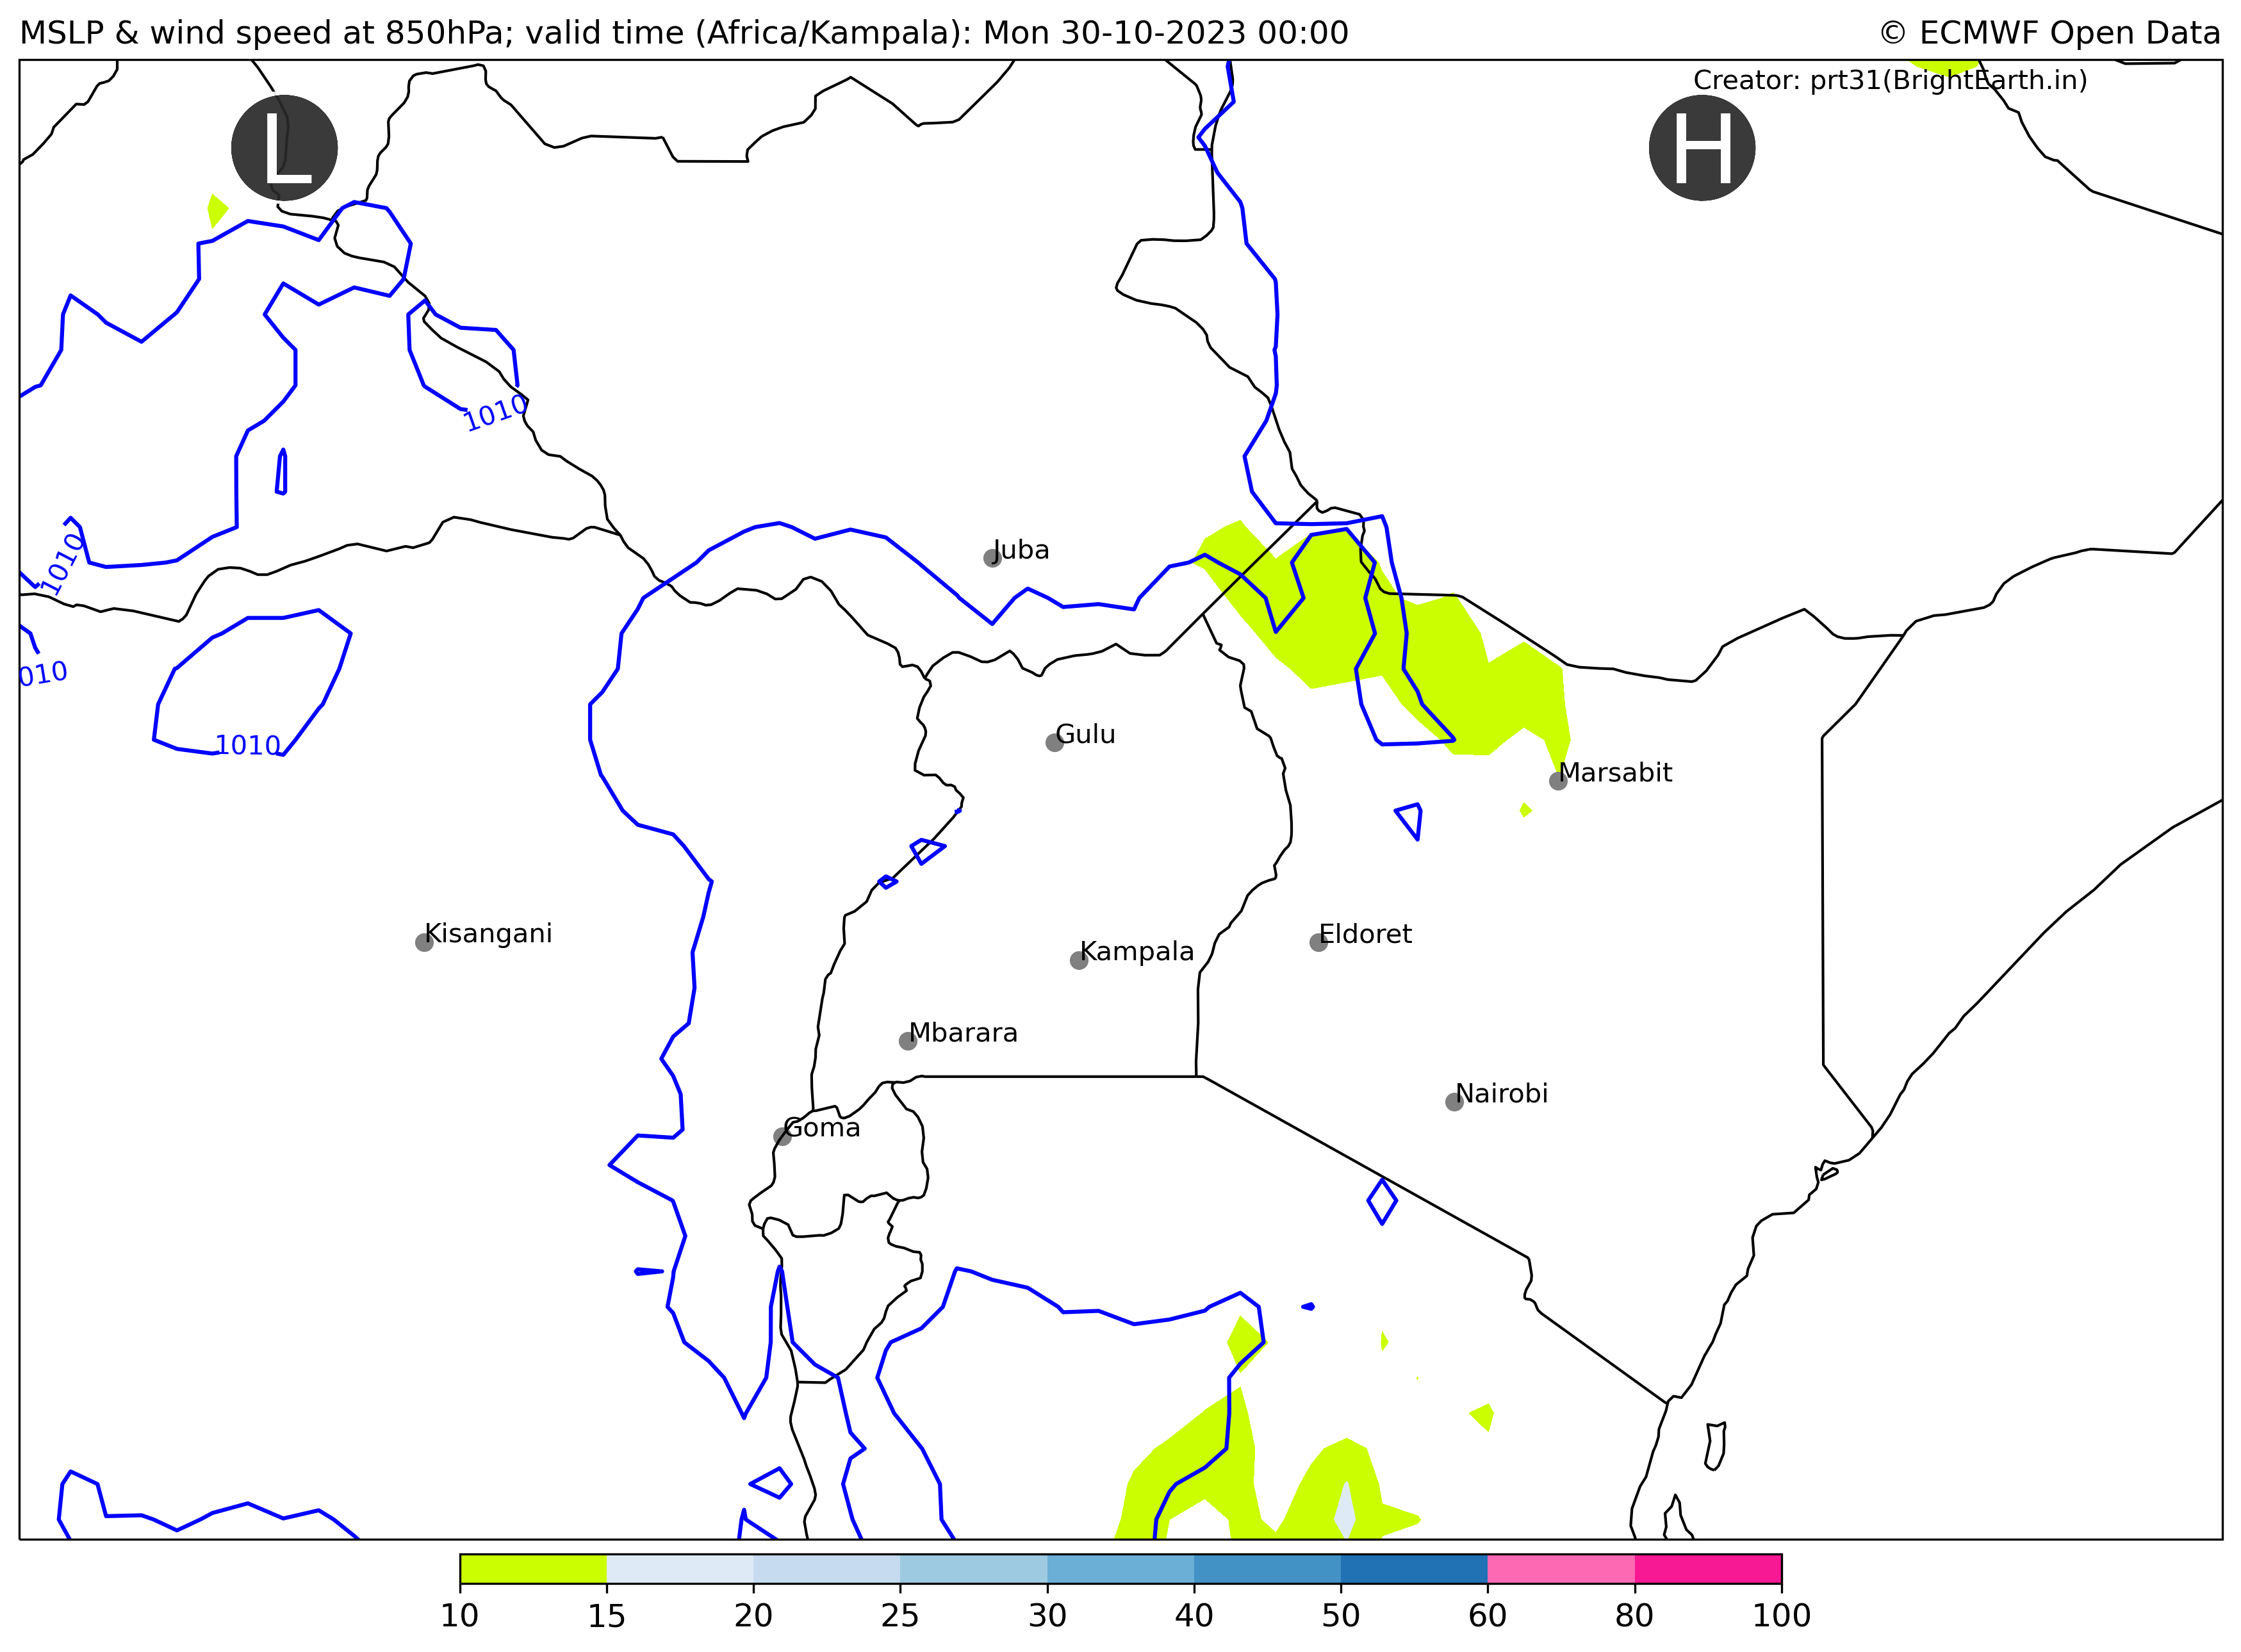 MSLP & wind speed at 850hPa; valid time (Africa/Kampala): Mon 30-10-2023 00:00
© ECMWF Open Data
Creator: prt31(BrightEarth.in)
L
H
1010
1010
Juba
010
1010
Gulu
Marsabit
Kisangani
Eldoret
Kampala
Mbarara
Nairobi
Goma
10 15 20 25 30 40 50 60 80 100